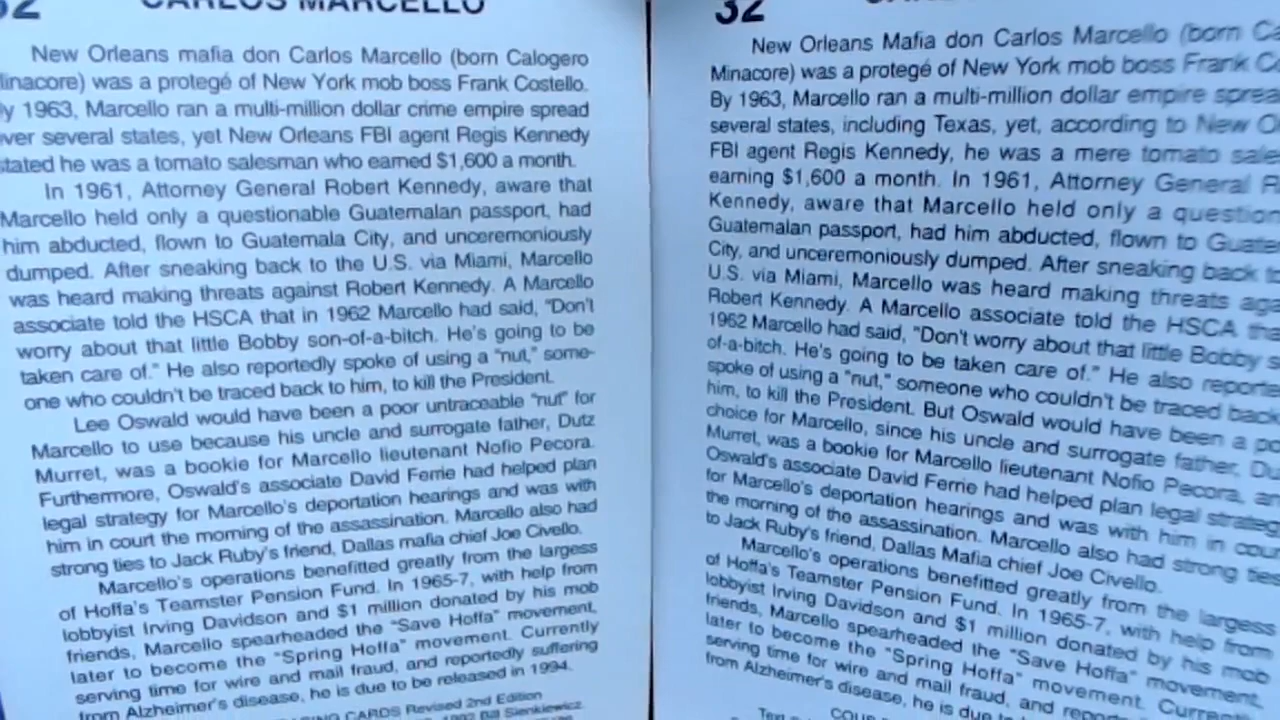 32
CARLOS MARCELLO
New Orleans mafia don Carlos Marcello (born Calogero
Minacore) was a protegé of New York mob boss Frank Costello.
By 1963, Marcello ran a multi-million dollar crime empire spread
over several states, yet New Orleans FBI agent Regis Kennedy
stated he was a tomato salesman who earned $1,600 a month.
In 1961, Attorney General Robert Kennedy, aware that
Marcello held only a questionable Guatemalan passport, had
him abducted, flown to Guatemala City, and unceremoniously
dumped. After sneaking back to the U.S. via Miami, Marcello
was heard making threats against Robert Kennedy. A Marcello
associate told the HSCA that in 1962 Marcello had said, "Don't
worry about that little Bobby son-of-a-bitch. He's going to be
taken care of." He also reportedly spoke of using a "nut," some-
one who couldn't be traced back to him, to kill the President.
Lee Oswald would have been a poor untraceable "nut" for
Marcello to use because his uncle and surrogate father, Dutz
Murret, was a bookie for Marcello lieutenant Nofio Pecora.
Furthermore, Oswald's associate David Ferrie had helped plan
legal strategy for Marcello's deportation hearings and was with
him in court the morning of the assassination. Marcello also had
strong ties to Jack Ruby's friend, Dallas mafia chief Joe Civello.
Marcello's operations benefitted greatly from the largess
of Hoffa's Teamster Pension Fund. In 1965-7, with help from
lobbyist Irving Davidson and $1 million donated by his mob
friends, Marcello spearheaded the "Save Hoffa" movement,
later to become the "Spring Hoffa" movement. Currently
serving time for wire and mail fraud, and reportedly suffering
from Alzheimer's disease, he is due to be released in 1994.
CARDS Revised 2nd Edition
1992 Bill Sienkiewicz
32
New Orleans Mafia don Carlos Marcello (born Ca
Minacore) was a protegé of New York mob boss Frank Co
By 1963, Marcello ran a multi-million dollar empire sprea
several states, including Texas, yet, according to New O
FBI agent Regis Kennedy, he was a mere tomato sale
earning $1,600 a month. In 1961, Attorney General R
Kennedy, aware that Marcello held only a question
Guatemalan passport, had him abducted, flown to Guate
City, and unceremoniously dumped. After sneaking back t
U.S. via Miami, Marcello was heard making threats aga
Robert Kennedy. A Marcello associate told the HSCA tha
1962 Marcello had said, "Don't worry about that little Bobby s
of-a-bitch. He's going to be taken care of." He also reporte
spoke of using a "nut," someone who couldn't be traced back
him, to kill the President. But Oswald would have been a po
choice for Marcello, since his uncle and surrogate father, Du
Murret, was a bookie for Marcello lieutenant Nofio Pecora, an
Oswald's associate David Ferrie had helped plan legal strateg
for Marcello's deportation hearings and was with him in cour
the morning of the assassination. Marcello also had strong ties
to Jack Ruby's friend, Dallas Mafia chief Joe Civello.
Marcello's operations benefitted greatly from the largess
of Hoffa's Teamster Pension Fund. In 1965-7, with help from
lobbyist Irving Davidson and $1 million donated by his mob
friends, Marcello spearheaded the "Save Hoffa" movement,
later to become the "Spring Hoffa" movement. Current
serving time for wire and mail fraud, and repor
from Alzheimer's disease, he is due to
Text